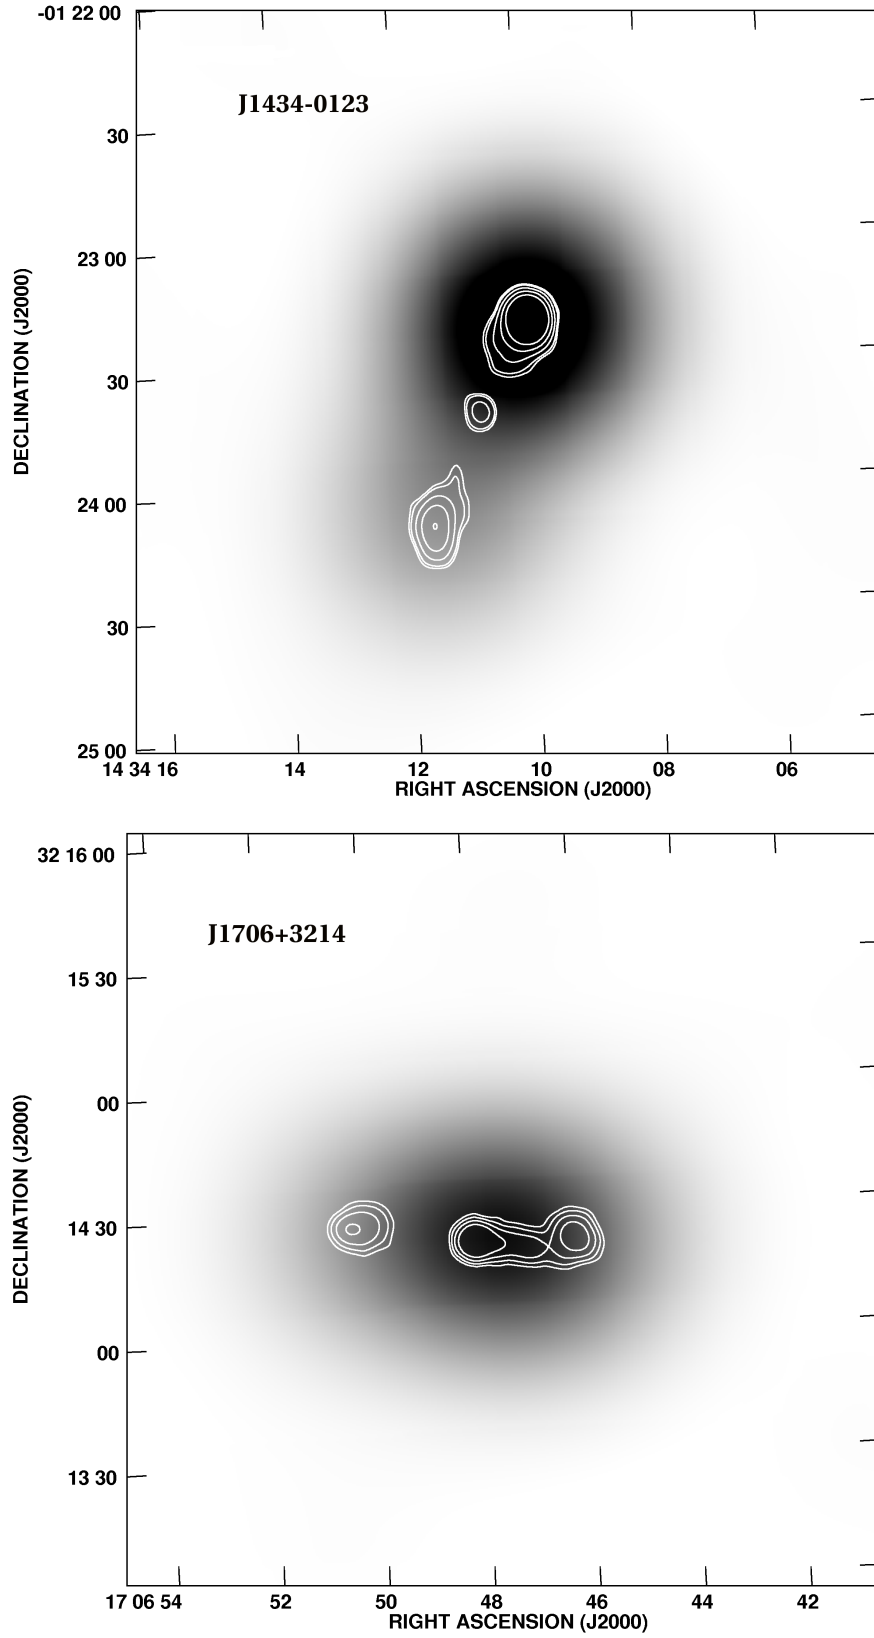 -01 22 00
J1434-0123
30
23 00
30
24 00
30
25 00
DECLINATION (J2000)
14 34 16 14 12 10 08 06
RIGHT ASCENSION (J2000)
32 16 00
J1706+3214
15 30
00
14 30
00
13 30
DECLINATION (J2000)
17 06 54 52 50 48 46 44 42
RIGHT ASCENSION (J2000)